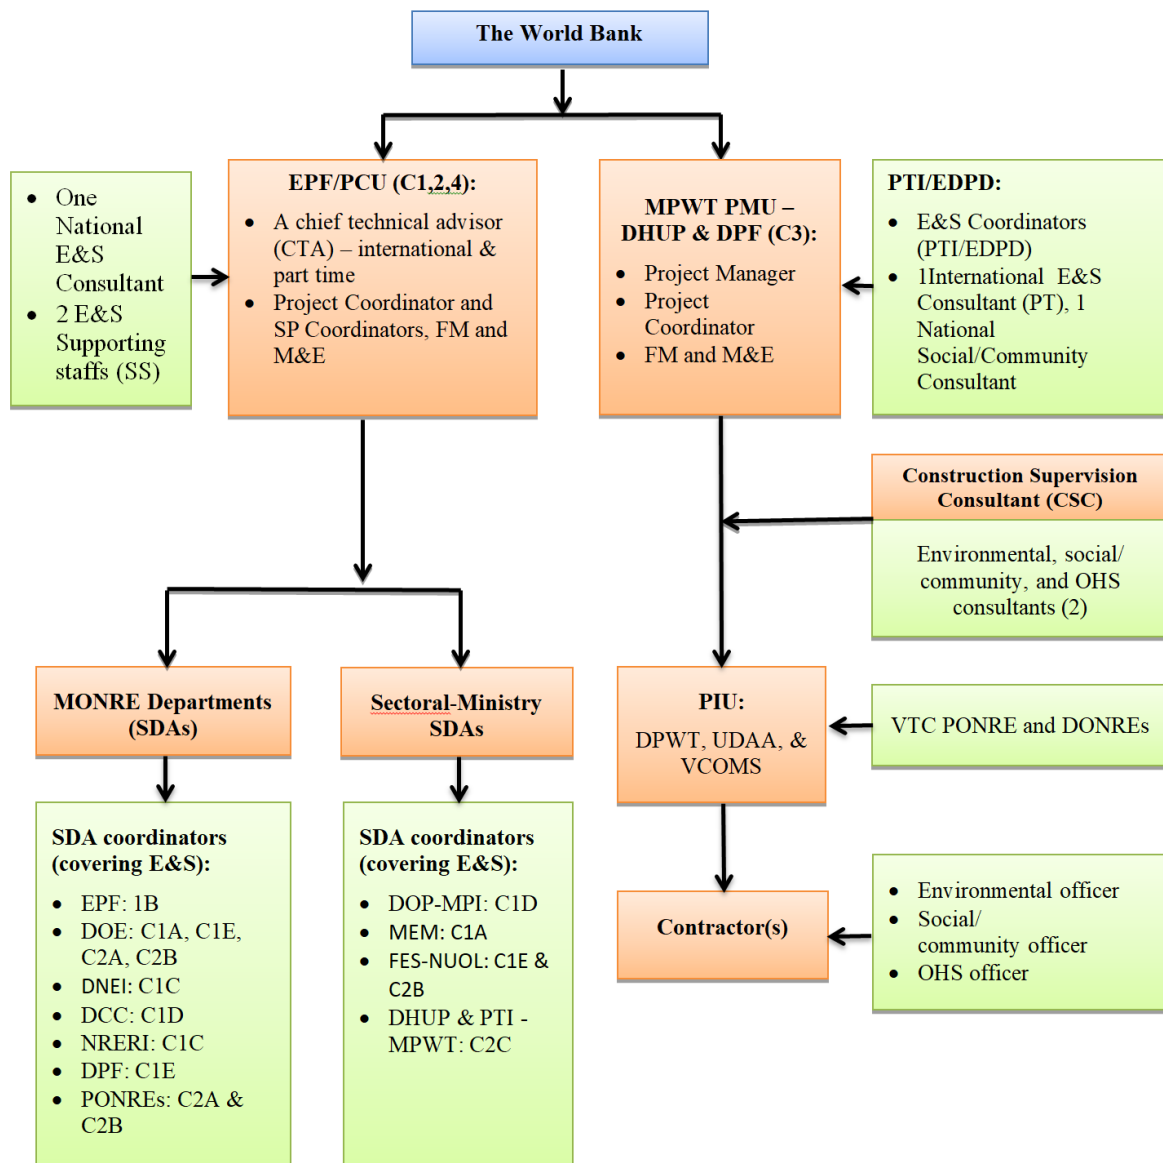 The World Bank
• One
National
E&S
Consultant
• 2 E&S
Supporting
staffs (SS)
EPF/PCU (C1,2,4):
• A chief technical advisor
(CTA) – international &
part time
• Project Coordinator and
SP Coordinators, FM and
M&E
MPWT PMU –
DHUP & DPF (C3):
• Project Manager
• Project
Coordinator
• FM and M&E
PTI/EDPD:
• E&S Coordinators
(PTI/EDPD)
• 1International E&S
Consultant (PT), 1
National
Social/Community
Consultant
Construction Supervision
Consultant (CSC)
Environmental, social/
community, and OHS
consultants (2)
MONRE Departments
(SDAs)
Sectoral-Ministry
SDAs
PIU:
DPWT, UDAA, &
VCOMS
VTC PONRE and DONREs
SDA coordinators
(covering E&S):
• EPF: 1B
• DOE: C1A, C1E,
C2A, C2B
• DNEI: C1C
• DCC: C1D
• NRERI: C1C
• DPF: C1E
• PONREs: C2A &
C2B
SDA coordinators
(covering E&S):
• DOP-MPI: C1D
• MEM: C1A
• FES-NUOL: C1E &
C2B
• DHUP & PTI -
MPWT: C2C
Contractor(s)
• Environmental officer
• Social/
community officer
• OHS officer